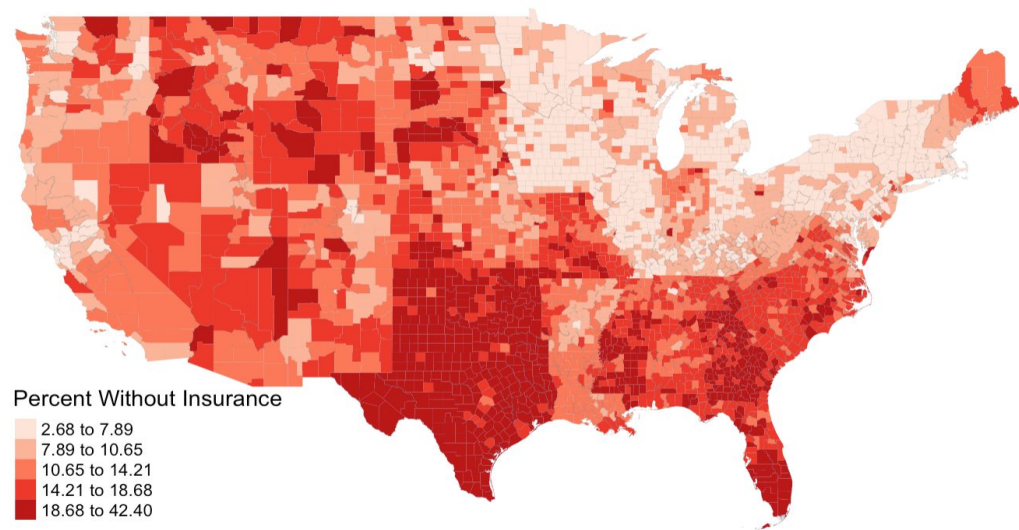 Percent Without Insurance
2.68 to 7.89
7.89 to 10.65
10.65 to 14.21
14.21 to 18.68
18.68 to 42.40